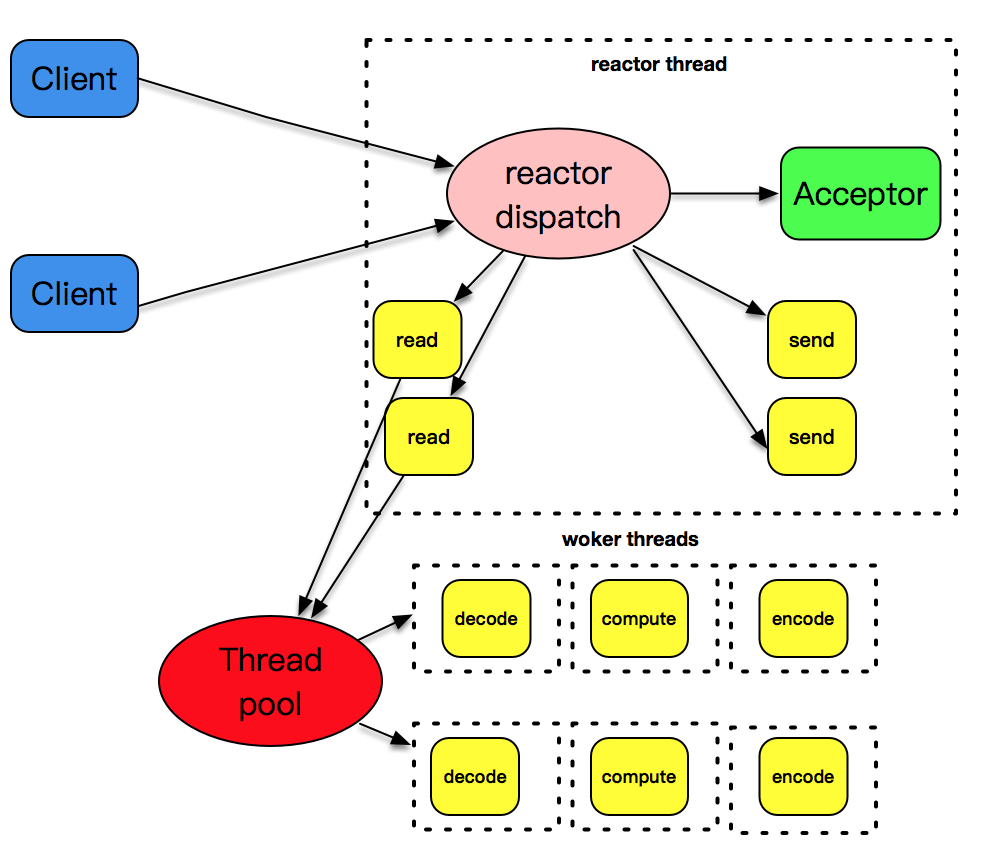 Client
reactor thread
reactor
dispatch
Acceptor
Client
read
send
read
send
woker threads
decode
compute
encode
Thread
pool
decode
compute
encode